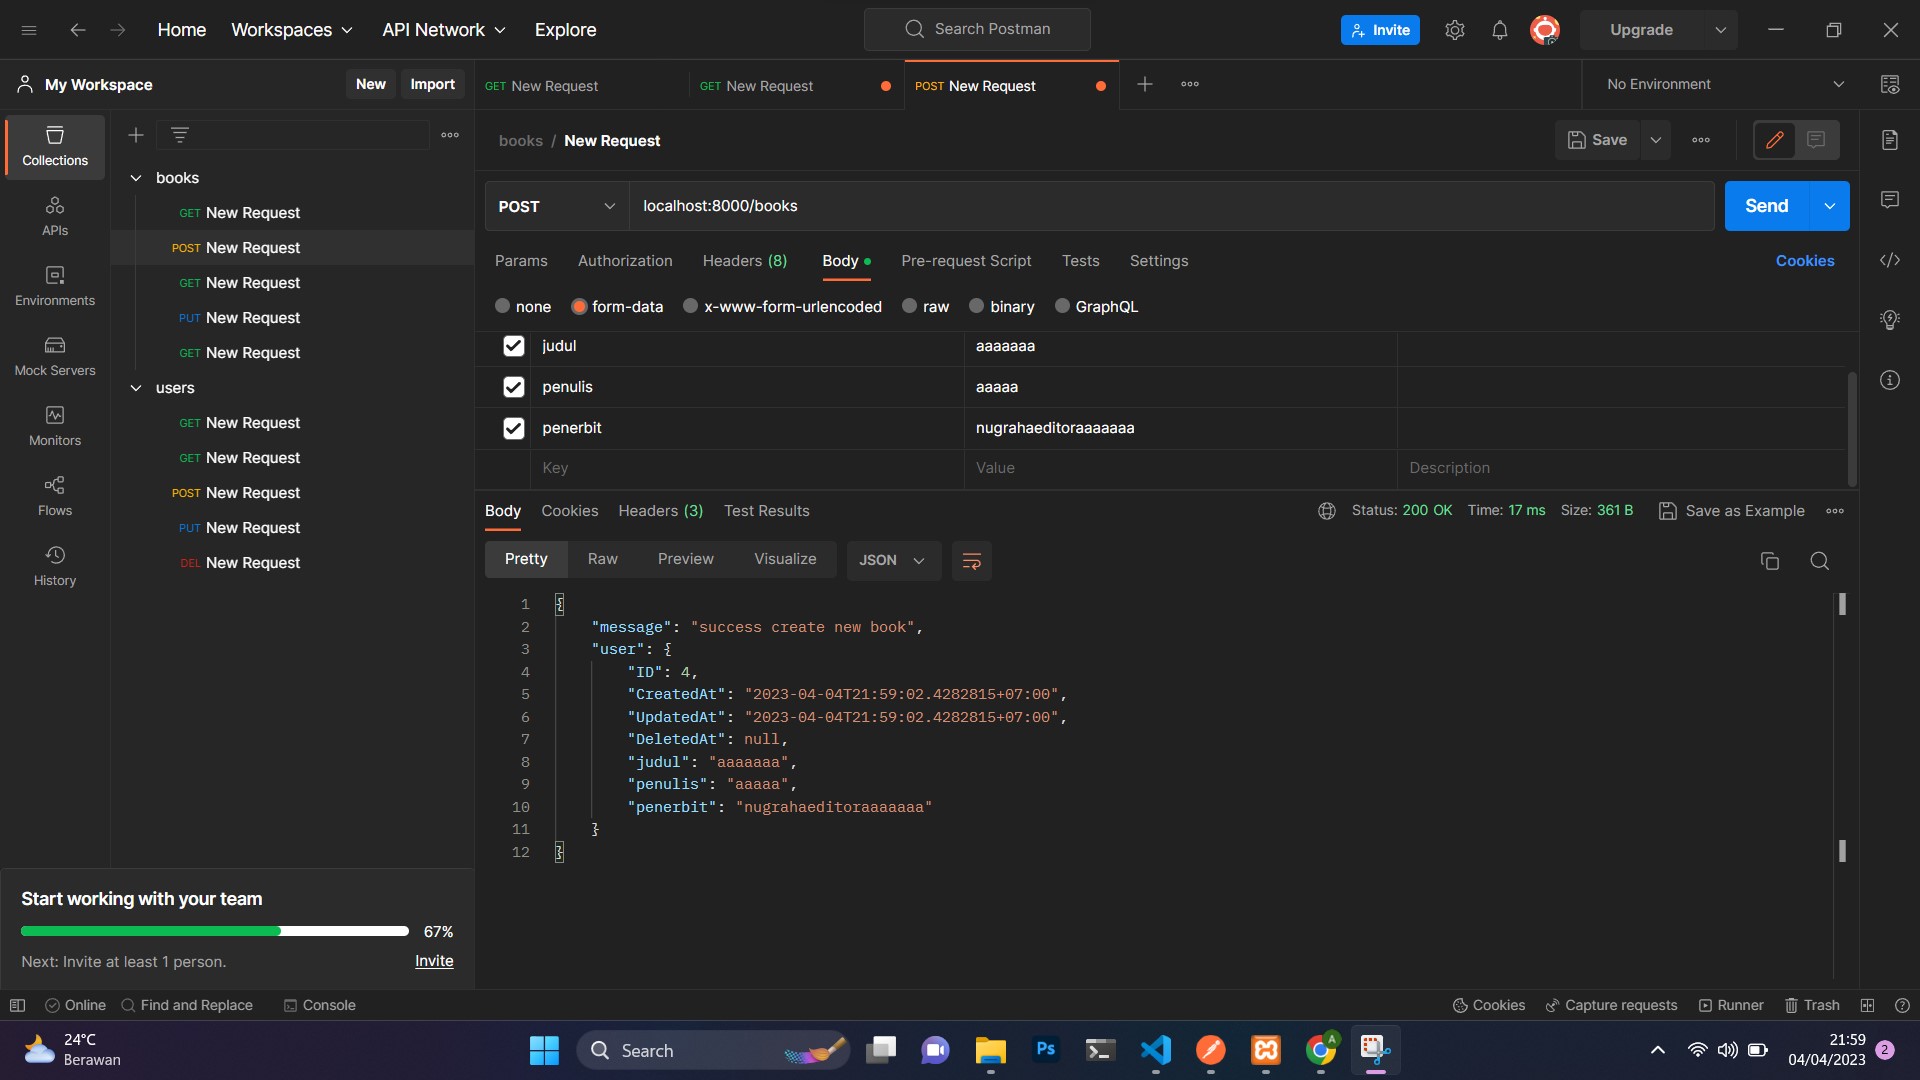 Home Workspaces API Network Explore Search Postman Invite Upgrade
My Workspace New Import GET New Request GET New Request POST New Request No Environment
books / New Request Save
Collections
books
GET New Request
POST New Request
GET New Request
PUT New Request
GET New Request
users
GET New Request
GET New Request
POST New Request
PUT New Request
DEL New Request
APIs
Environments
Mock Servers
Monitors
Flows
History
POST localhost:8000/books Send
Params Authorization Headers (8) Body Pre-request Script Tests Settings Cookies
none form-data x-www-form-urlencoded raw binary GraphQL
judul aaaaaaa
penulis aaaaa
penerbit nugrahaeditoraaaaaaa
Key Value Description
Body Cookies Headers (3) Test Results Status: 200 OK Time: 17 ms Size: 361 B Save as Example
Pretty Raw Preview Visualize JSON
1 {
2 "message": "success create new book",
3 "user": {
4 "ID": 4,
5 "CreatedAt": "2023-04-04T21:59:02.4282815+07:00",
6 "UpdatedAt": "2023-04-04T21:59:02.4282815+07:00",
7 "DeletedAt": null,
8 "judul": "aaaaaaa",
9 "penulis": "aaaaa",
10 "penerbit": "nugrahaeditoraaaaaaa"
11 }
12 }
Start working with your team
67%
Next: Invite at least 1 person. Invite
Online Find and Replace Console Cookies Capture requests Runner Trash
24°C
Berawan
Search
Ps
A
21:59
04/04/2023
2